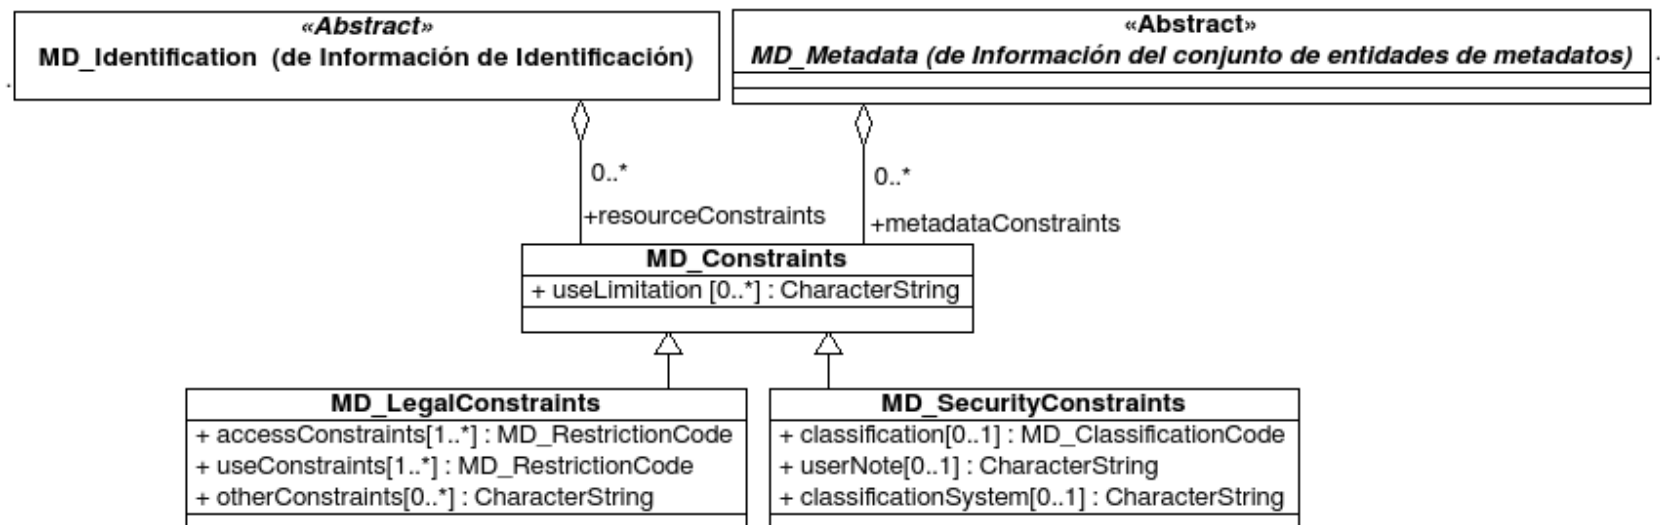 «Abstract»
MD_Identification  (de Información de Identificación)
«Abstract»
MD_Metadata (de Información del conjunto de entidades de metadatos)
0..*
+resourceConstraints
0..*
+metadataConstraints
MD_Constraints
+ useLimitation [0..*] : CharacterString
MD_LegalConstraints
+ accessConstraints[1..*] : MD_RestrictionCode
+ useConstraints[1..*] : MD_RestrictionCode
+ otherConstraints[0..*] : CharacterString
MD_SecurityConstraints
+ classification[0..1] : MD_ClassificationCode
+ userNote[0..1] : CharacterString
+ classificationSystem[0..1] : CharacterString